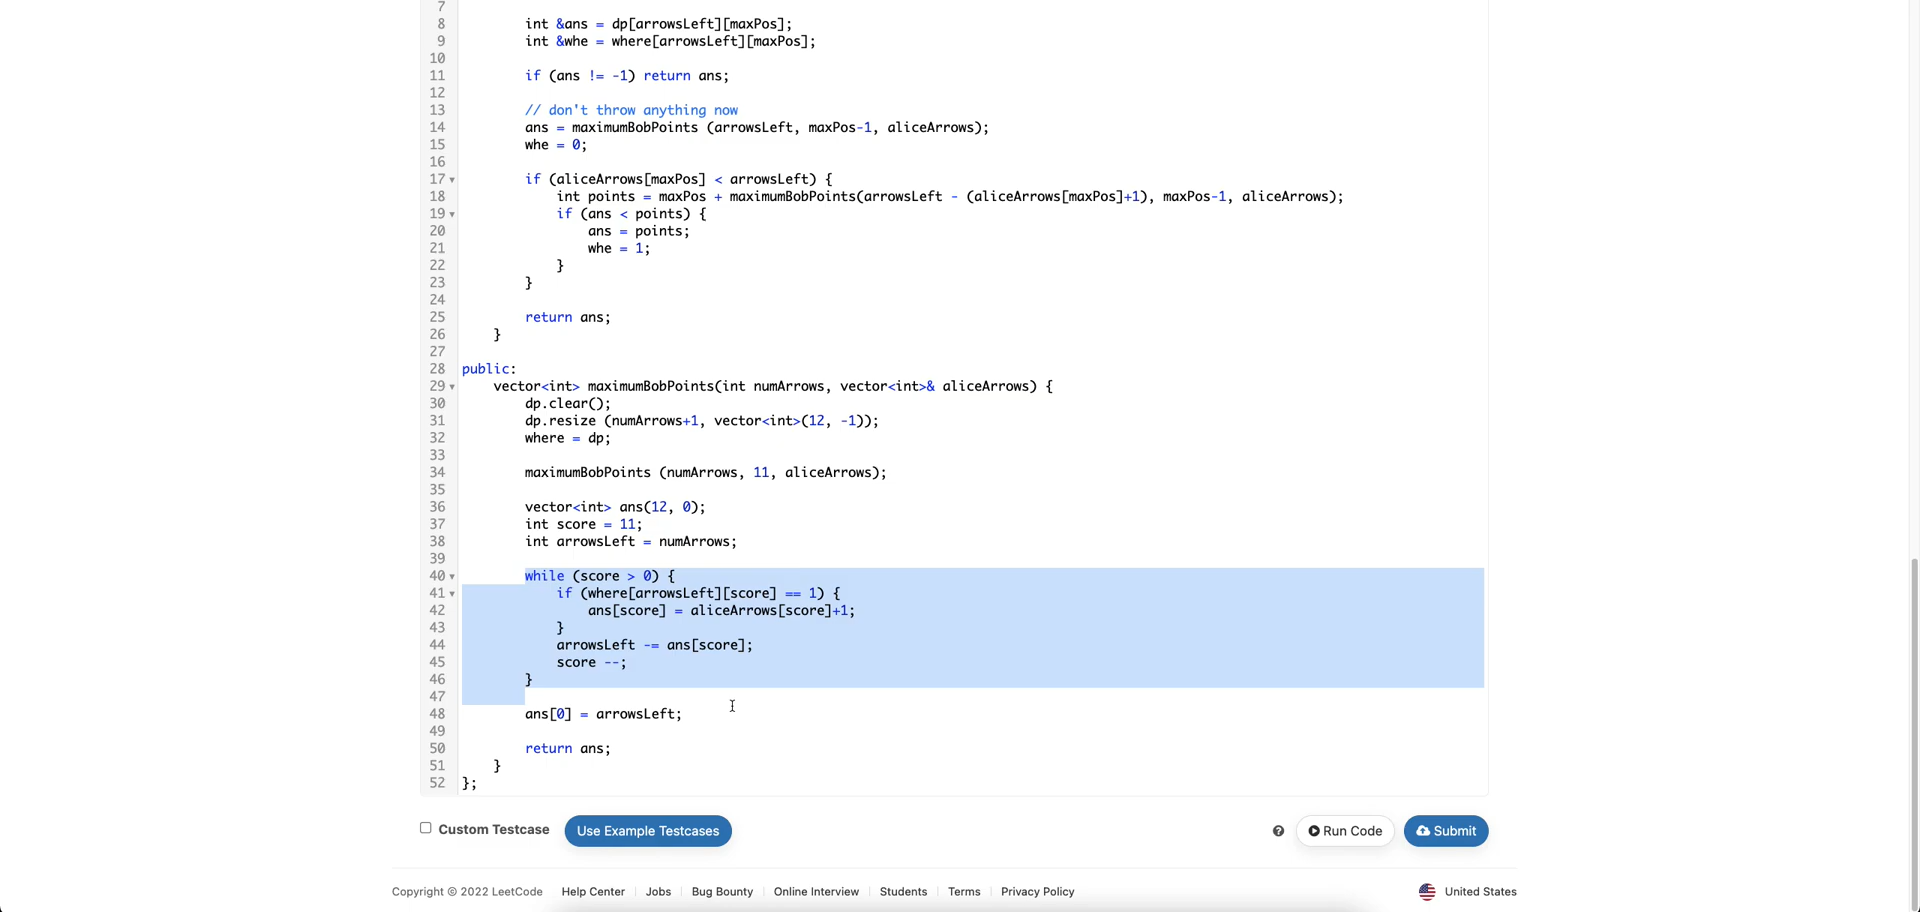 7
8 int &ans = dp[arrowsLeft][maxPos];
9 int &whe = where[arrowsLeft][maxPos];
10
11 if (ans != -1) return ans;
12
13 // don't throw anything now
14 ans = maximumBobPoints (arrowsLeft, maxPos-1, aliceArrows);
15 whe = 0;
16
17 if (aliceArrows[maxPos] < arrowsLeft) {
18 int points = maxPos + maximumBobPoints(arrowsLeft - (aliceArrows[maxPos]+1), maxPos-1, aliceArrows);
19 if (ans < points) {
20 ans = points;
21 whe = 1;
22 }
23 }
24
25 return ans;
26 }
27
28 public:
29 vector<int> maximumBobPoints(int numArrows, vector<int>& aliceArrows) {
30 dp.clear();
31 dp.resize (numArrows+1, vector<int>(12, -1));
32 where = dp;
33
34 maximumBobPoints (numArrows, 11, aliceArrows);
35
36 vector<int> ans(12, 0);
37 int score = 11;
38 int arrowsLeft = numArrows;
39
40 while (score > 0) {
41 if (where[arrowsLeft][score] == 1) {
42 ans[score] = aliceArrows[score]+1;
43 }
44 arrowsLeft -= ans[score];
45 score --;
46 }
47
48 ans[0] = arrowsLeft;
49
50 return ans;
51 }
52 };
Custom Testcase Use Example Testcases Run Code Submit
Copyright © 2022 LeetCode Help Center Jobs Bug Bounty Online Interview Students Terms Privacy Policy United States